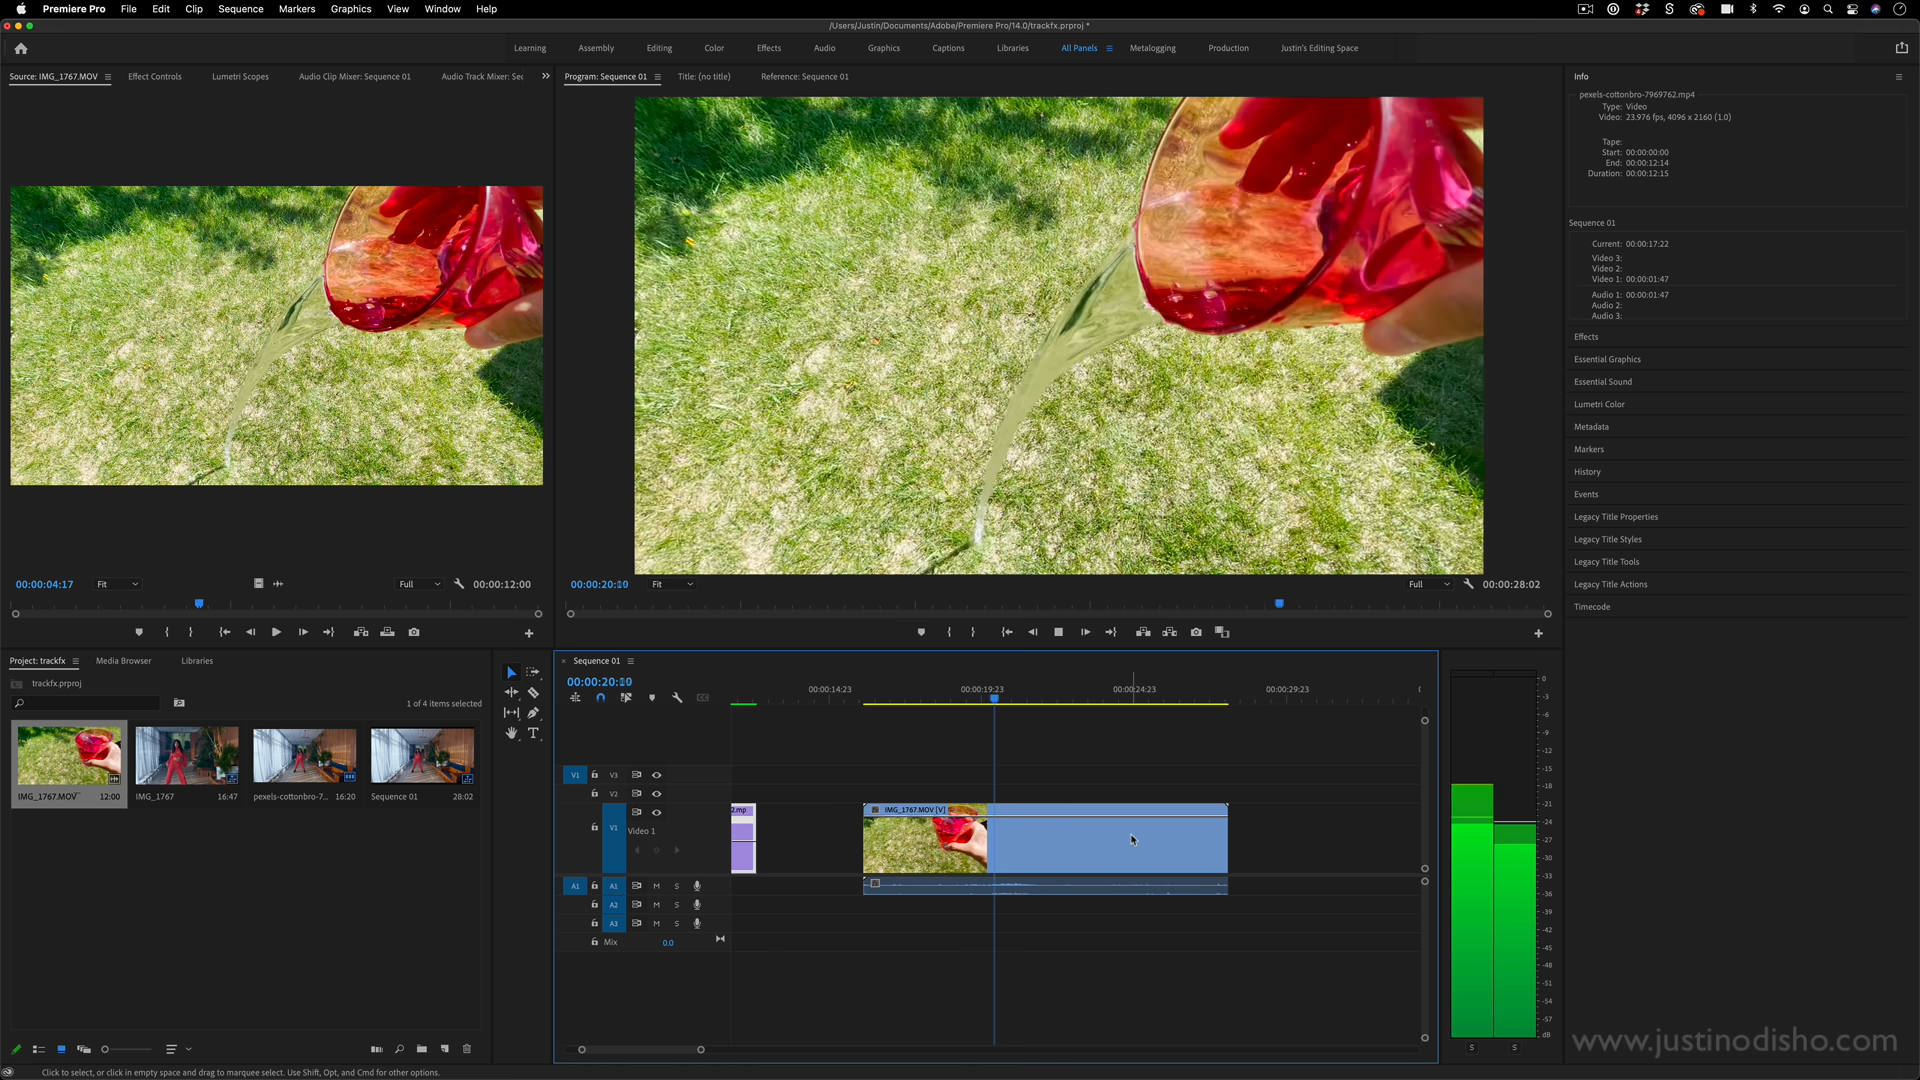 Premiere Pro File Edit Clip Sequence Markers Graphics View Window Help
/Users/Justin/Documents/Adobe/Premiere Pro/14.0/trackfx.prproj *
Learning Assembly Editing Color Effects Audio Graphics Captions Libraries All Panels Metalogging Production Justin's Editing Space
Source: IMG_1767.MOV Effect Controls Lumetri Scopes Audio Clip Mixer: Sequence 01 Audio Track Mixer: Sec
Program: Sequence 01 Title: (no title) Reference: Sequence 01
Info
pexels-cottonbro-7969762.mp4
Type: Video
Video: 23.976 fps, 4096 x 2160 (1.0)
Tape:
Start: 00:00:00:00
End: 00:00:12:14
Duration: 00:00:12:15
Sequence 01
Current: 00:00:17:22
Video 3:
Video 2:
Video 1: 00:00:01:47
Audio 1: 00:00:01:47
Audio 2:
Audio 3:
Effects
Essential Graphics
Essential Sound
Lumetri Color
Metadata
Markers
History
Events
Legacy Title Properties
Legacy Title Styles
Legacy Title Tools
Legacy Title Actions
Timecode
00:00:04:17 Fit Full 00:00:12:00
Fit Full 00:00:28:02
Project: trackfx Media Browser Libraries
trackfx.prproj
1 of 4 items selected
IMG_1767.MOV 12:00
IMG_1767 16:47
pexels-cottonbro-7... 16:20
Sequence 01 28:02
Sequence 01
00:00:14:23 00:00:19:23 00:00:24:23 00:00:29:23
V1 V3
V2
V1
Video 1
2.mp
IMG_1767.MOV [V]
A1 A1 M S
A2 M S
A3 M S
Mix 0.0
0
-3
-6
-9
-12
-15
-18
-21
-24
-27
-30
-33
-36
-39
-42
-45
-48
-51
-54
-57
dB
S S
www.justinodisho.com
Click to select, or click in empty space and drag to marquee select. Use Shift, Opt, and Cmd for other options.